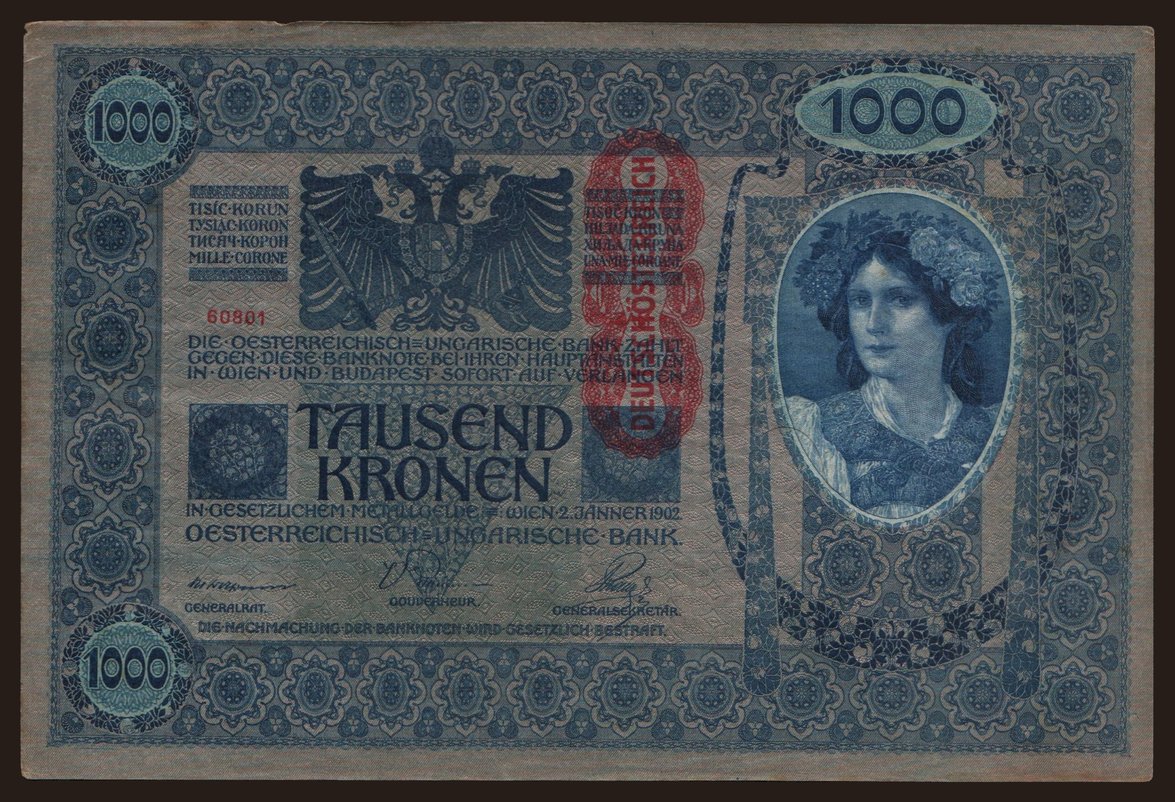 1000
1000
TISÍC·KORUN
TYSIĄC·KORON
ТИСЯЧ·КОРОН
MILLE·CORONE
60801
DEUTSCHÖSTERREICH
DIE·OESTERREICHISCH=UNGARISCHE·BANK·ZAHLT
GEGEN·DIESE·BANKNOTE·BEI·IHREN·HAUPTANSTALTEN
IN·WIEN·UND·BUDAPEST·SOFORT·AUF·VERLANGEN
TAUSEND
KRONEN
IN·GESETZLICHEM·METALLGELDE=:WIEN·2.JÄNNER 1902
OESTERREICHISCH=UNGARISCHE·BANK.
GENERALRAT.
GOUVERNEUR.
GENERALSEKRETÄR.
DIE·NACHMACHUNG·DER·BANKNOTEN·WIRD·GESETZLICH·BESTRAFT.
1000